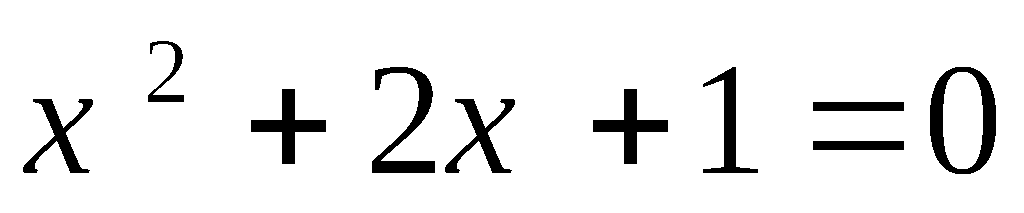 x² + 2x + 1 = 0